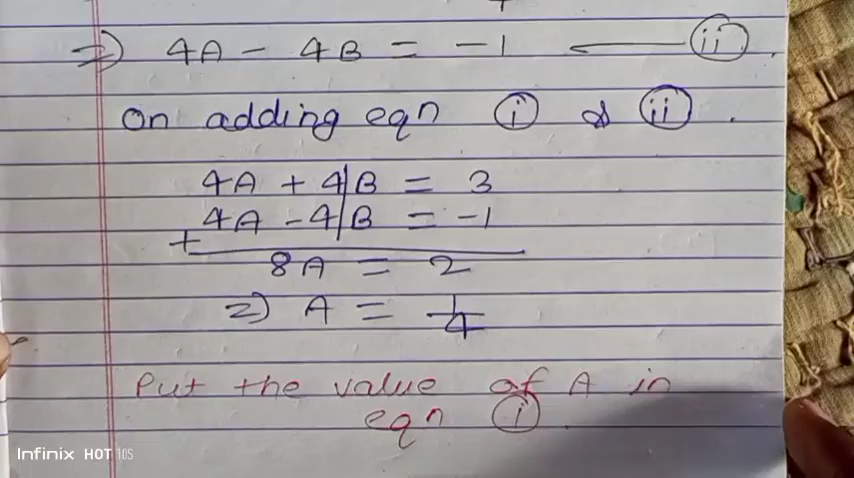 ⇒ 4A - 4B = -1 ← (ii).
on adding eqn (i) & (ii).
4A + 4B = 3
4A - 4B = -1
+
8A = 2
⇒ A = 1/4
Put the value of A in
eqn (i)
Infinix HOT 10S